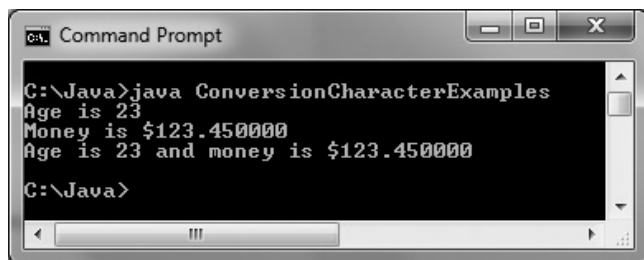 Command Prompt
C:\Java>java ConversionCharacterExamples
Age is 23
Money is $123.450000
Age is 23 and money is $123.450000
C:\Java>